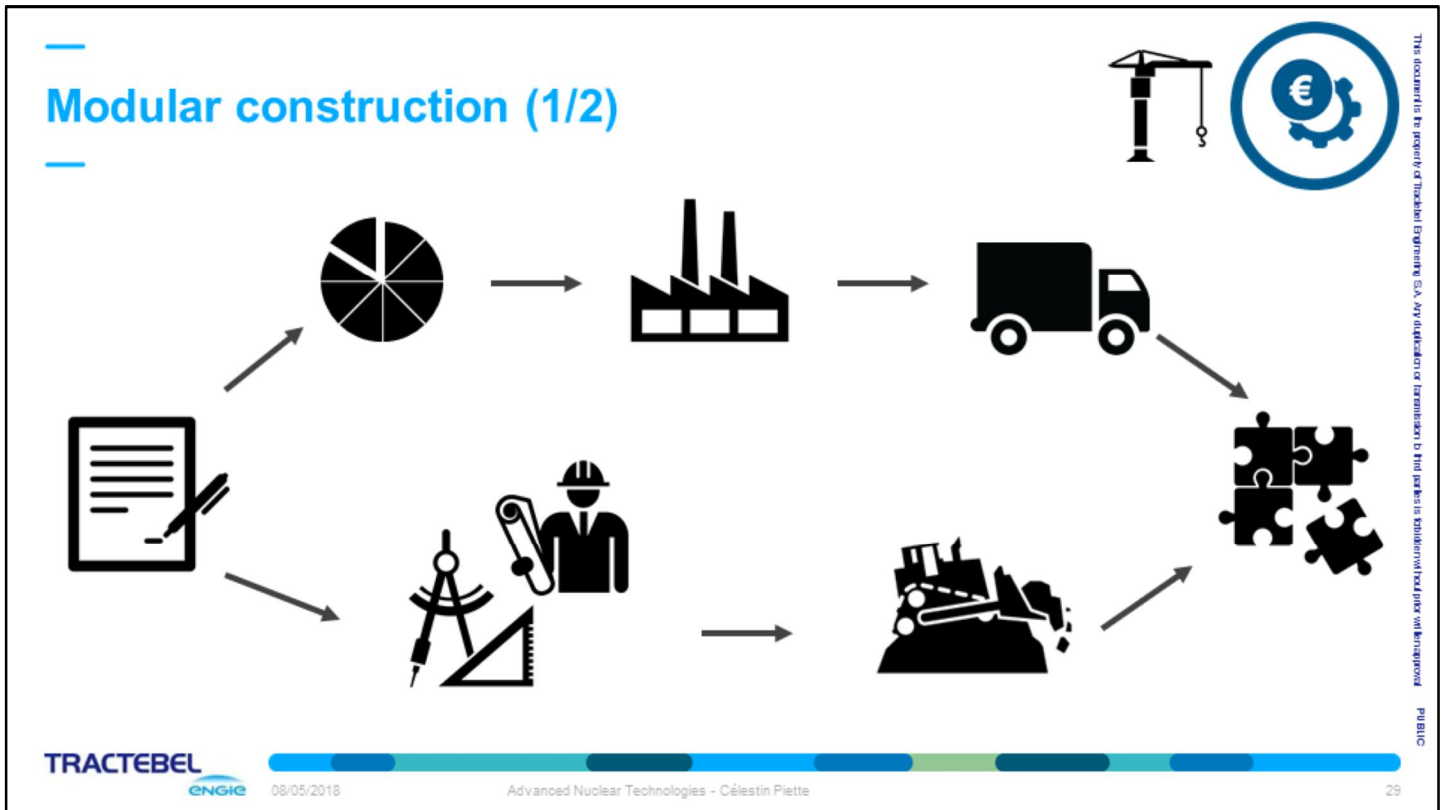 Modular construction (1/2)
€
This document is the property of Tractebel Engineering S.A. Any duplication or transmission to third parties is forbidden without prior written approval
PUBLIC
TRACTEBEL
ENGIE
08/05/2018
Advanced Nuclear Technologies - Célestin Piette
29